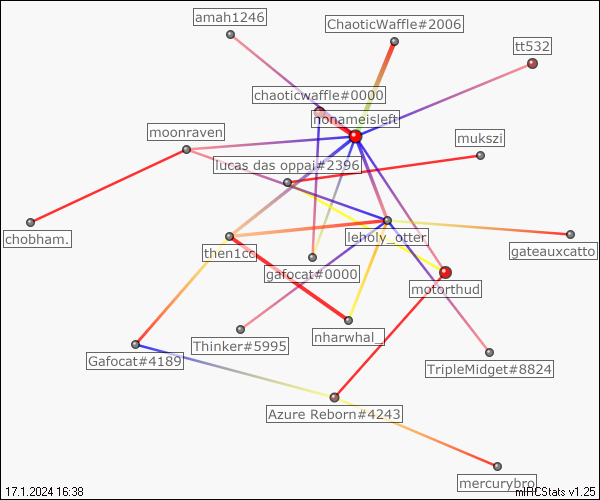 amah1246
ChaoticWaffle#2006
tt532
chaoticwaffle#0000
nonameisleft
moonraven
mukszi
lucas das oppai#2396
chobham.
leholy_otter
then1cc
gateauxcatto
gafocat#0000
motorthud
Thinker#5995
nharwhal_
Gafocat#4189
TripleMidget#8824
Azure Reborn#4243
mercurybro
17.1.2024 16:38
mIRCStats v1.25